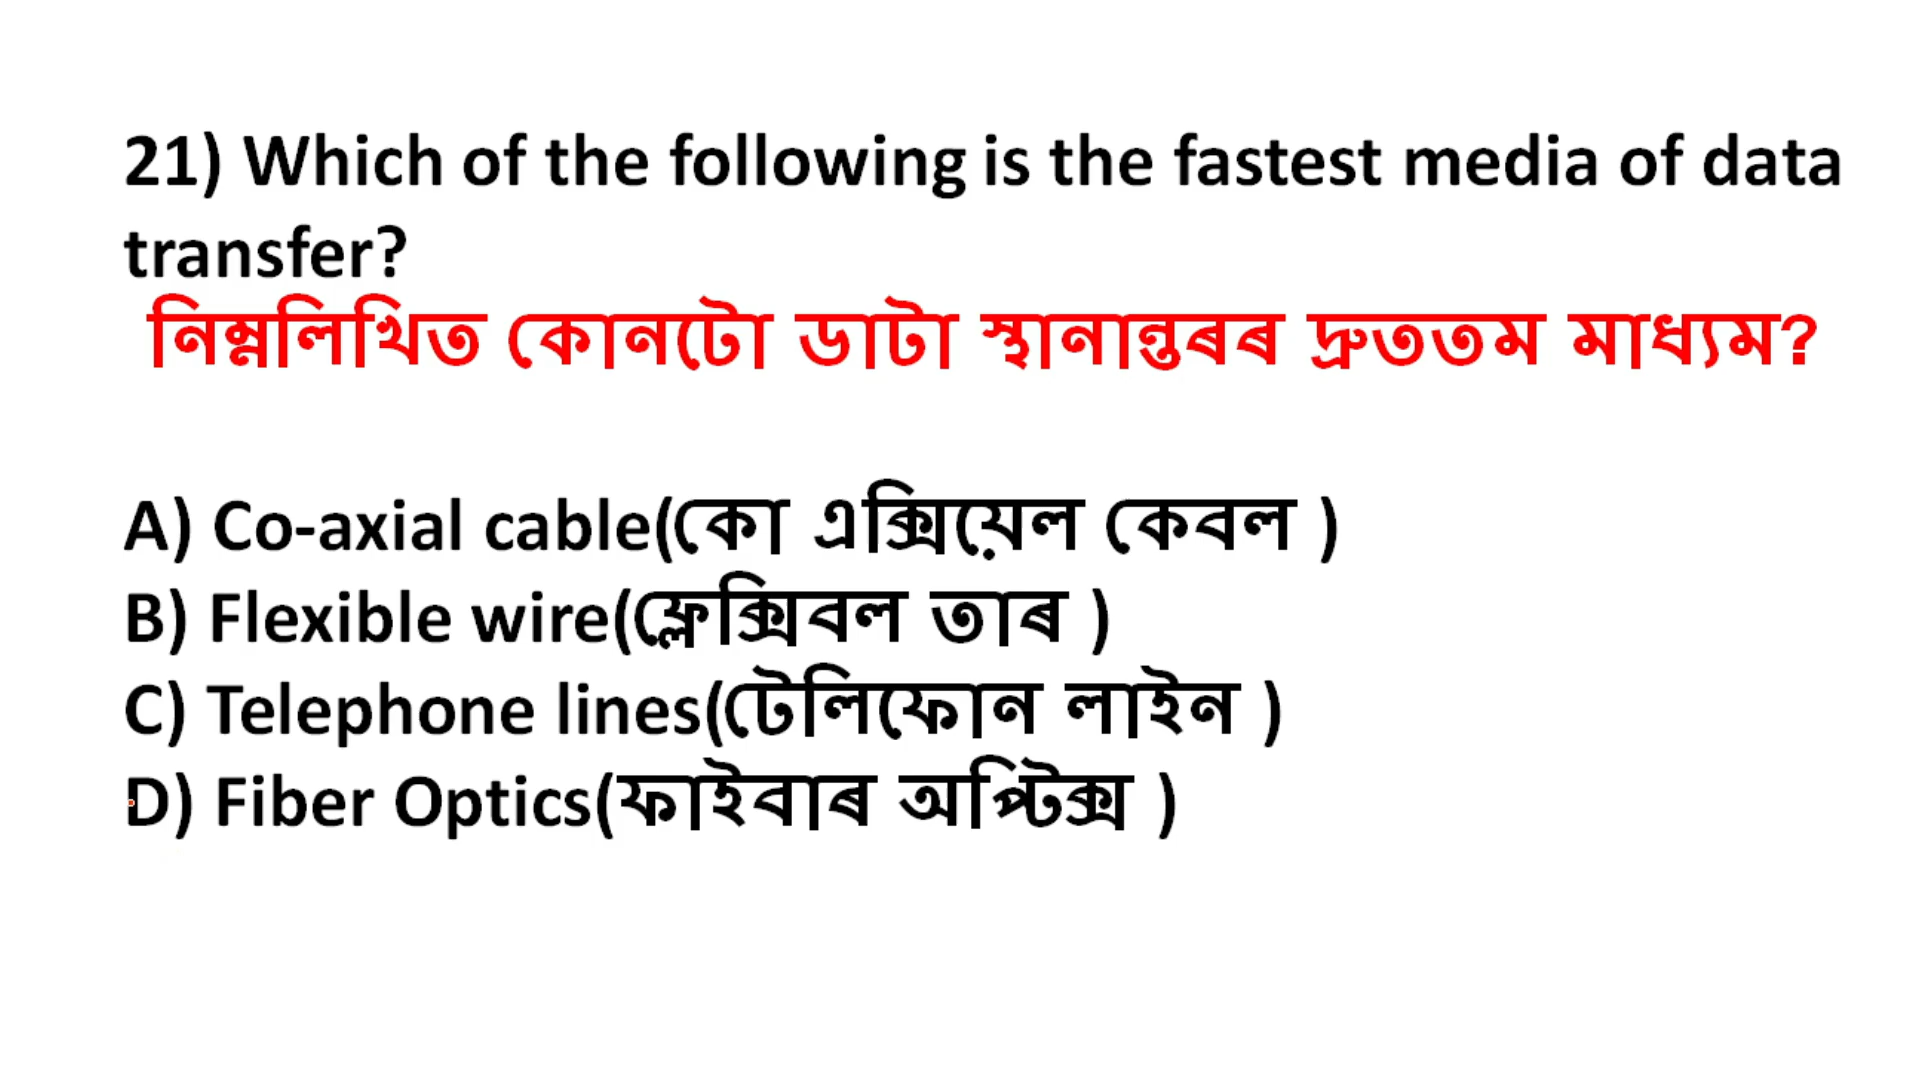 21) Which of the following is the fastest media of data
transfer?
নিম্নলিখিত কোনটো ডাটা স্থানান্তৰৰ দ্ৰুততম মাধ্যম?
A) Co-axial cable(কো এক্সিয়েল কেবল )
B) Flexible wire(ফ্লেক্সিবল তাৰ )
C) Telephone lines(টেলিফোন লাইন )
D) Fiber Optics(ফাইবাৰ অপ্টিক্স )